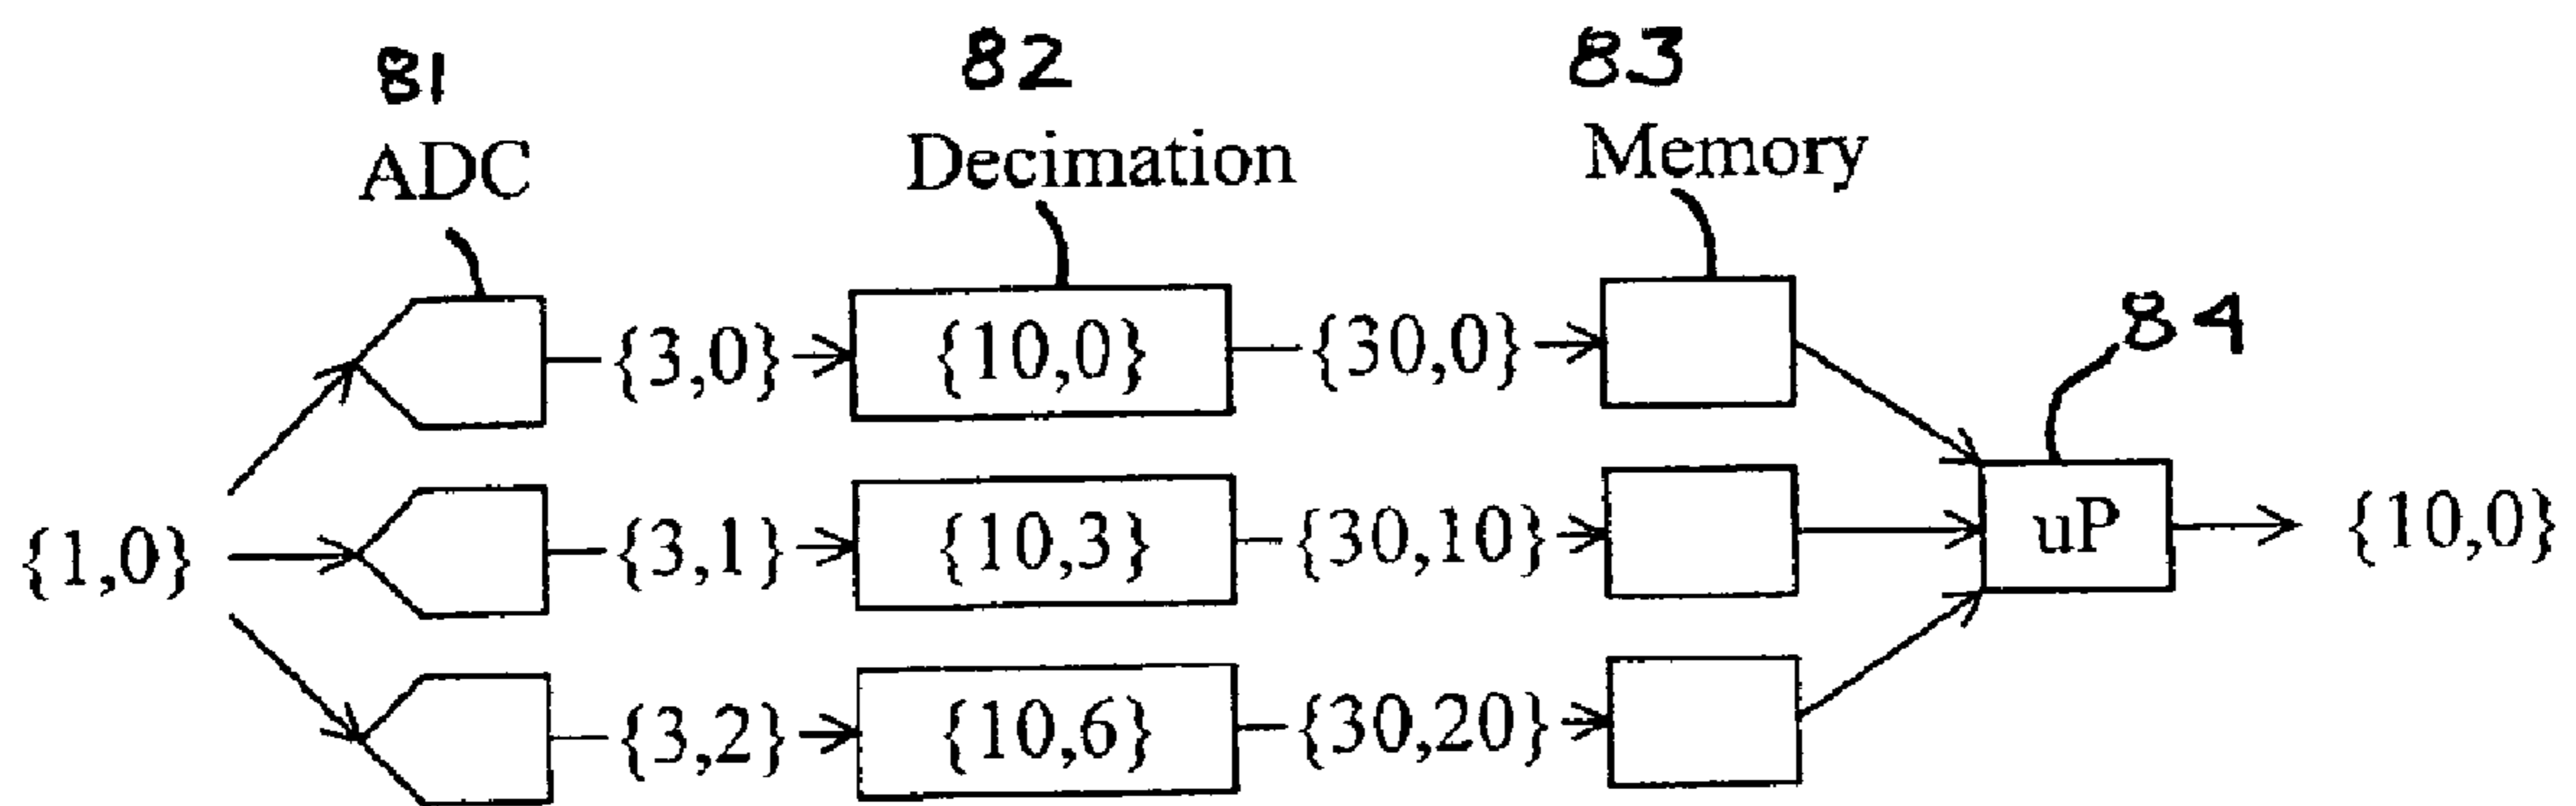 81 82 83
ADC Decimation Memory
84
{3,0} {10,0} {30,0}
{1,0} {3,1} {10,3} {30,10} uP {10,0}
{3,2} {10,6} {30,20}